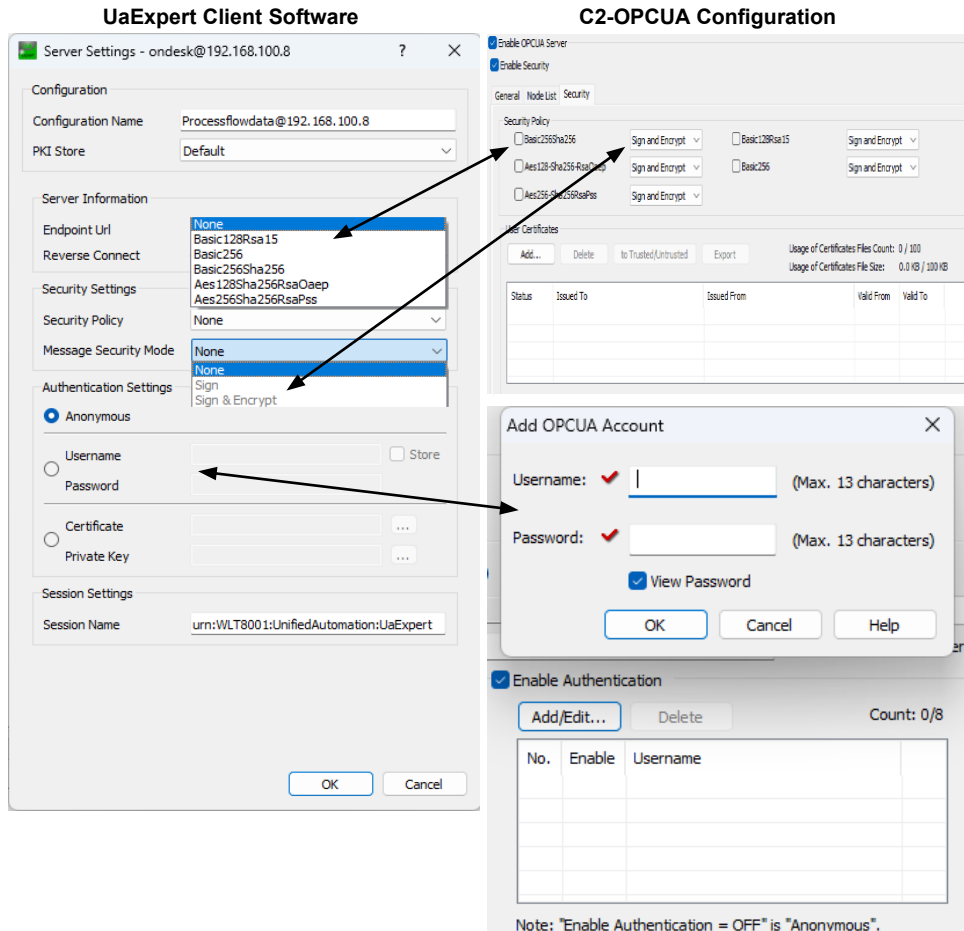 UaExpert Client Software
Server Settings - ondesk@192.168.100.8 ? ×
Configuration
Configuration Name Processflowdata@192.168.100.8
PKI Store Default
Server Information
Endpoint Url
Reverse Connect
None
Basic128Rsa15
Basic256
Basic256Sha256
Aes128Sha256RsaOaep
Aes256Sha256RsaPss
Security Settings
Security Policy None
Message Security Mode None
None
Sign
Sign & Encrypt
Authentication Settings
Anonymous
Username Store
Password
Certificate ...
Private Key ...
Session Settings
Session Name urn:WLT8001:UnifiedAutomation:UaExpert
OK Cancel
C2-OPCUA Configuration
Enable OPCUA Server
Enable Security
General Node List Security
Security Policy
Basic256Sha256 Sign and Encrypt Basic128Rsa15 Sign and Encrypt
Aes128-Sha256-RsaOaep Sign and Encrypt Basic256 Sign and Encrypt
Aes256-Sha256RsaPss Sign and Encrypt
User Certificates
Add... Delete to Trusted/Untrusted Export
Usage of Certificates Files Count: 0 / 100
Usage of Certificates File Size: 0.0 KB / 100 KB
Status Issued To Issued From Valid From Valid To
Add OPCUA Account
Username: (Max. 13 characters)
Password: (Max. 13 characters)
View Password
OK Cancel Help
er
Enable Authentication
Add/Edit... Delete Count: 0/8
No. Enable Username
Note: "Enable Authentication = OFF" is "Anonymous".